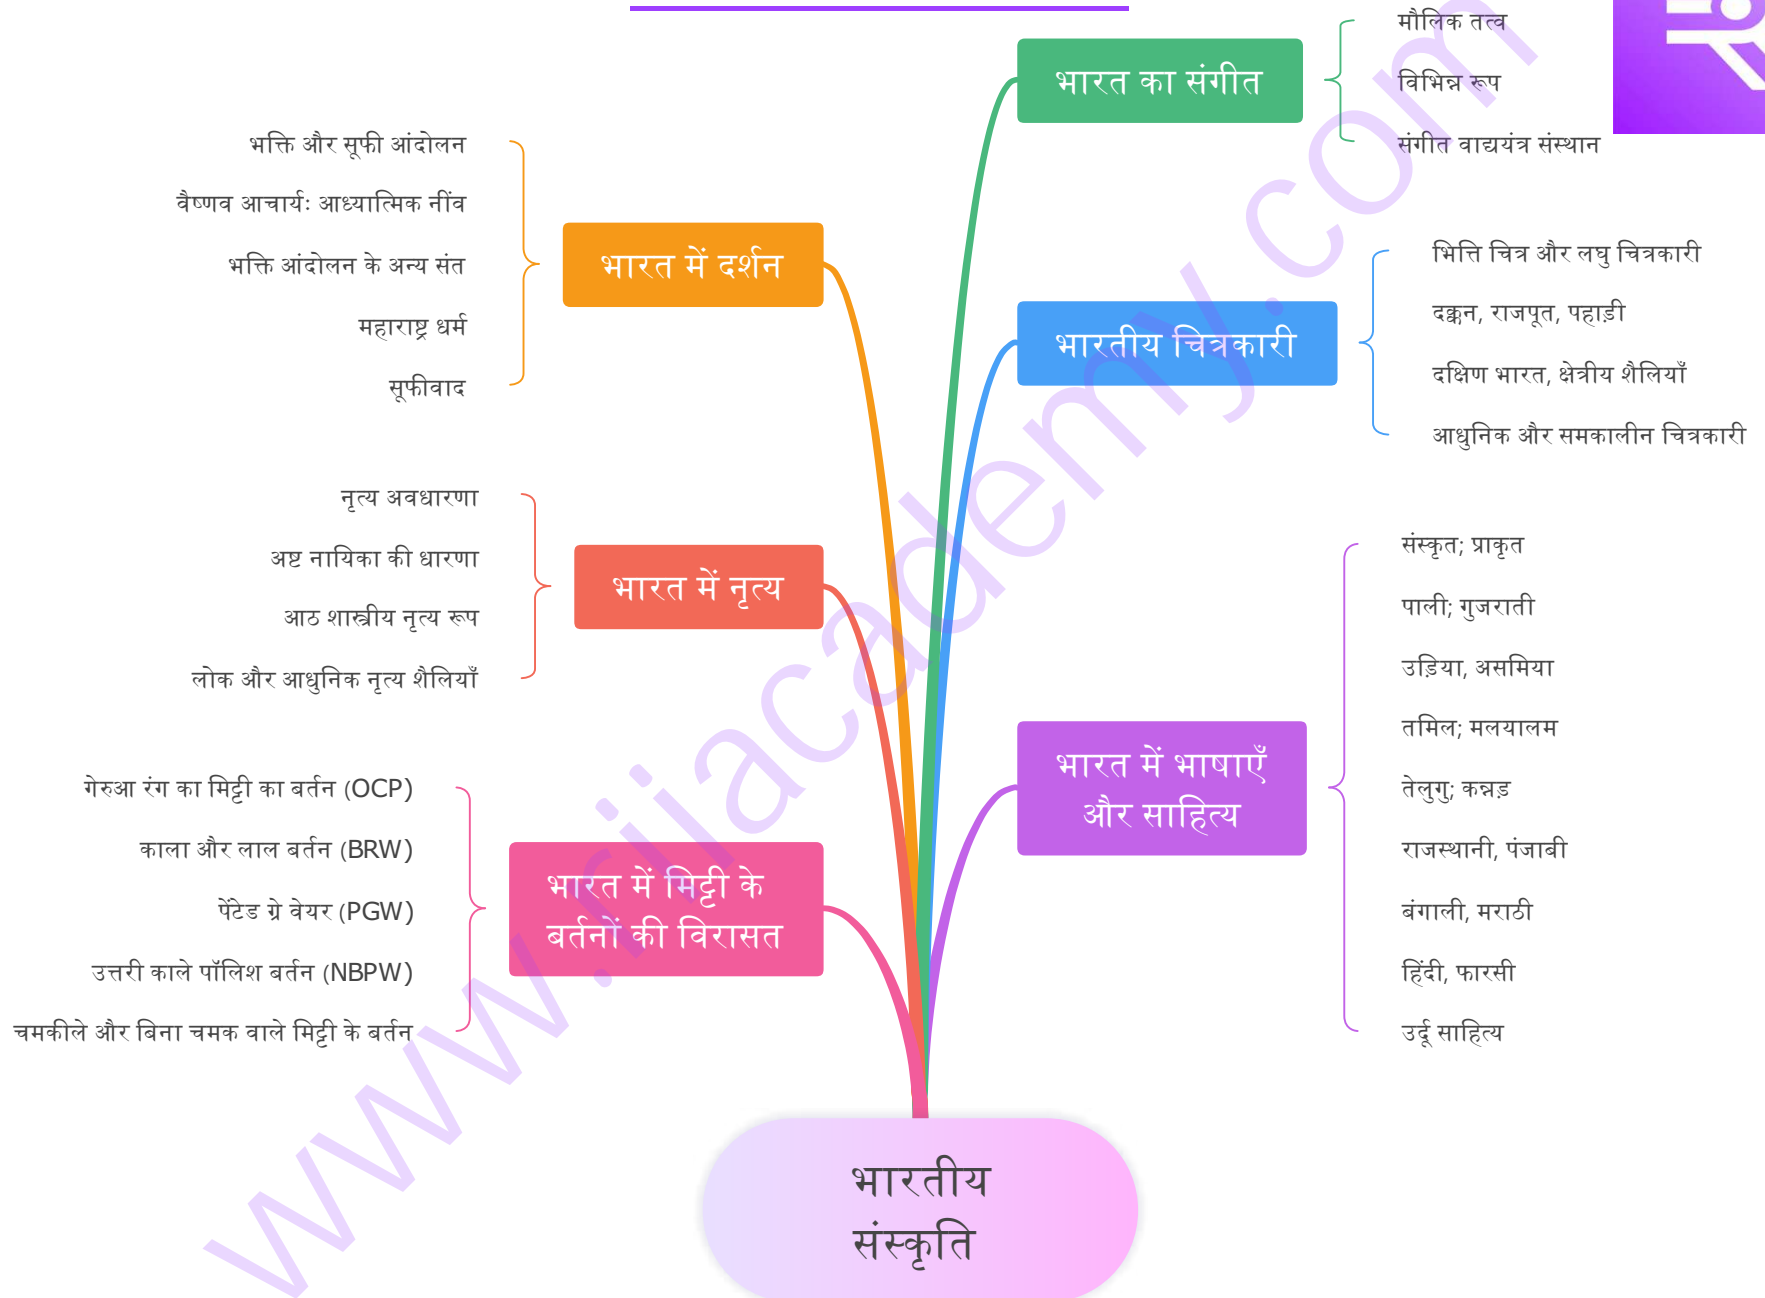 भारत का संगीत
मौलिक तत्व
विभिन्न रूप
संगीत वाद्ययंत्र संस्थान
भारतीय चित्रकारी
भित्ति चित्र और लघु चित्रकारी
दक्कन, राजपूत, पहाड़ी
दक्षिण भारत, क्षेत्रीय शैलियाँ
आधुनिक और समकालीन चित्रकारी
भारत में भाषाएँ
और साहित्य
संस्कृत; प्राकृत
पाली; गुजराती
उड़िया, असमिया
तमिल; मलयालम
तेलुगु; कन्नड़
राजस्थानी, पंजाबी
बंगाली, मराठी
हिंदी, फारसी
उर्दू साहित्य
भारत में दर्शन
भक्ति और सूफी आंदोलन
वैष्णव आचार्य: आध्यात्मिक नींव
भक्ति आंदोलन के अन्य संत
महाराष्ट्र धर्म
सूफीवाद
भारत में नृत्य
नृत्य अवधारणा
अष्ट नायिका की धारणा
आठ शास्त्रीय नृत्य रूप
लोक और आधुनिक नृत्य शैलियाँ
भारत में मिट्टी के
बर्तनों की विरासत
गेरुआ रंग का मिट्टी का बर्तन (OCP)
काला और लाल बर्तन (BRW)
पेंटेड ग्रे वेयर (PGW)
उत्तरी काले पॉलिश बर्तन (NBPW)
चमकीले और बिना चमक वाले मिट्टी के बर्तन
भारतीय
संस्कृति
www.rijacademy.com